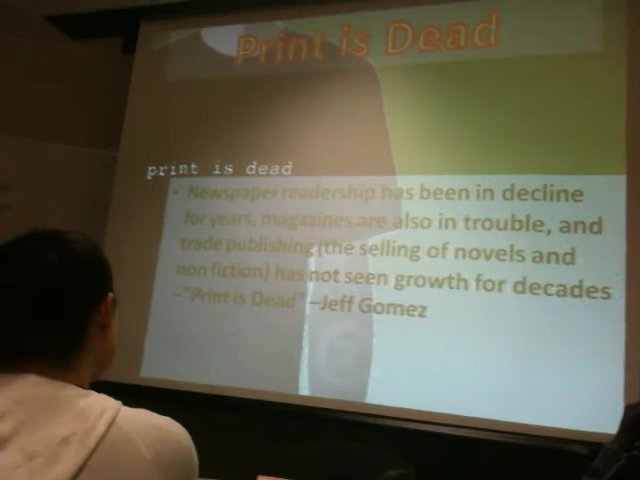 Print is Dead
print is dead
• Newspaper readership has been in decline
for years, magazines are also in trouble, and
trade publishing (the selling of novels and
non fiction) has not seen growth for decades
–"Print is Dead" –Jeff Gomez